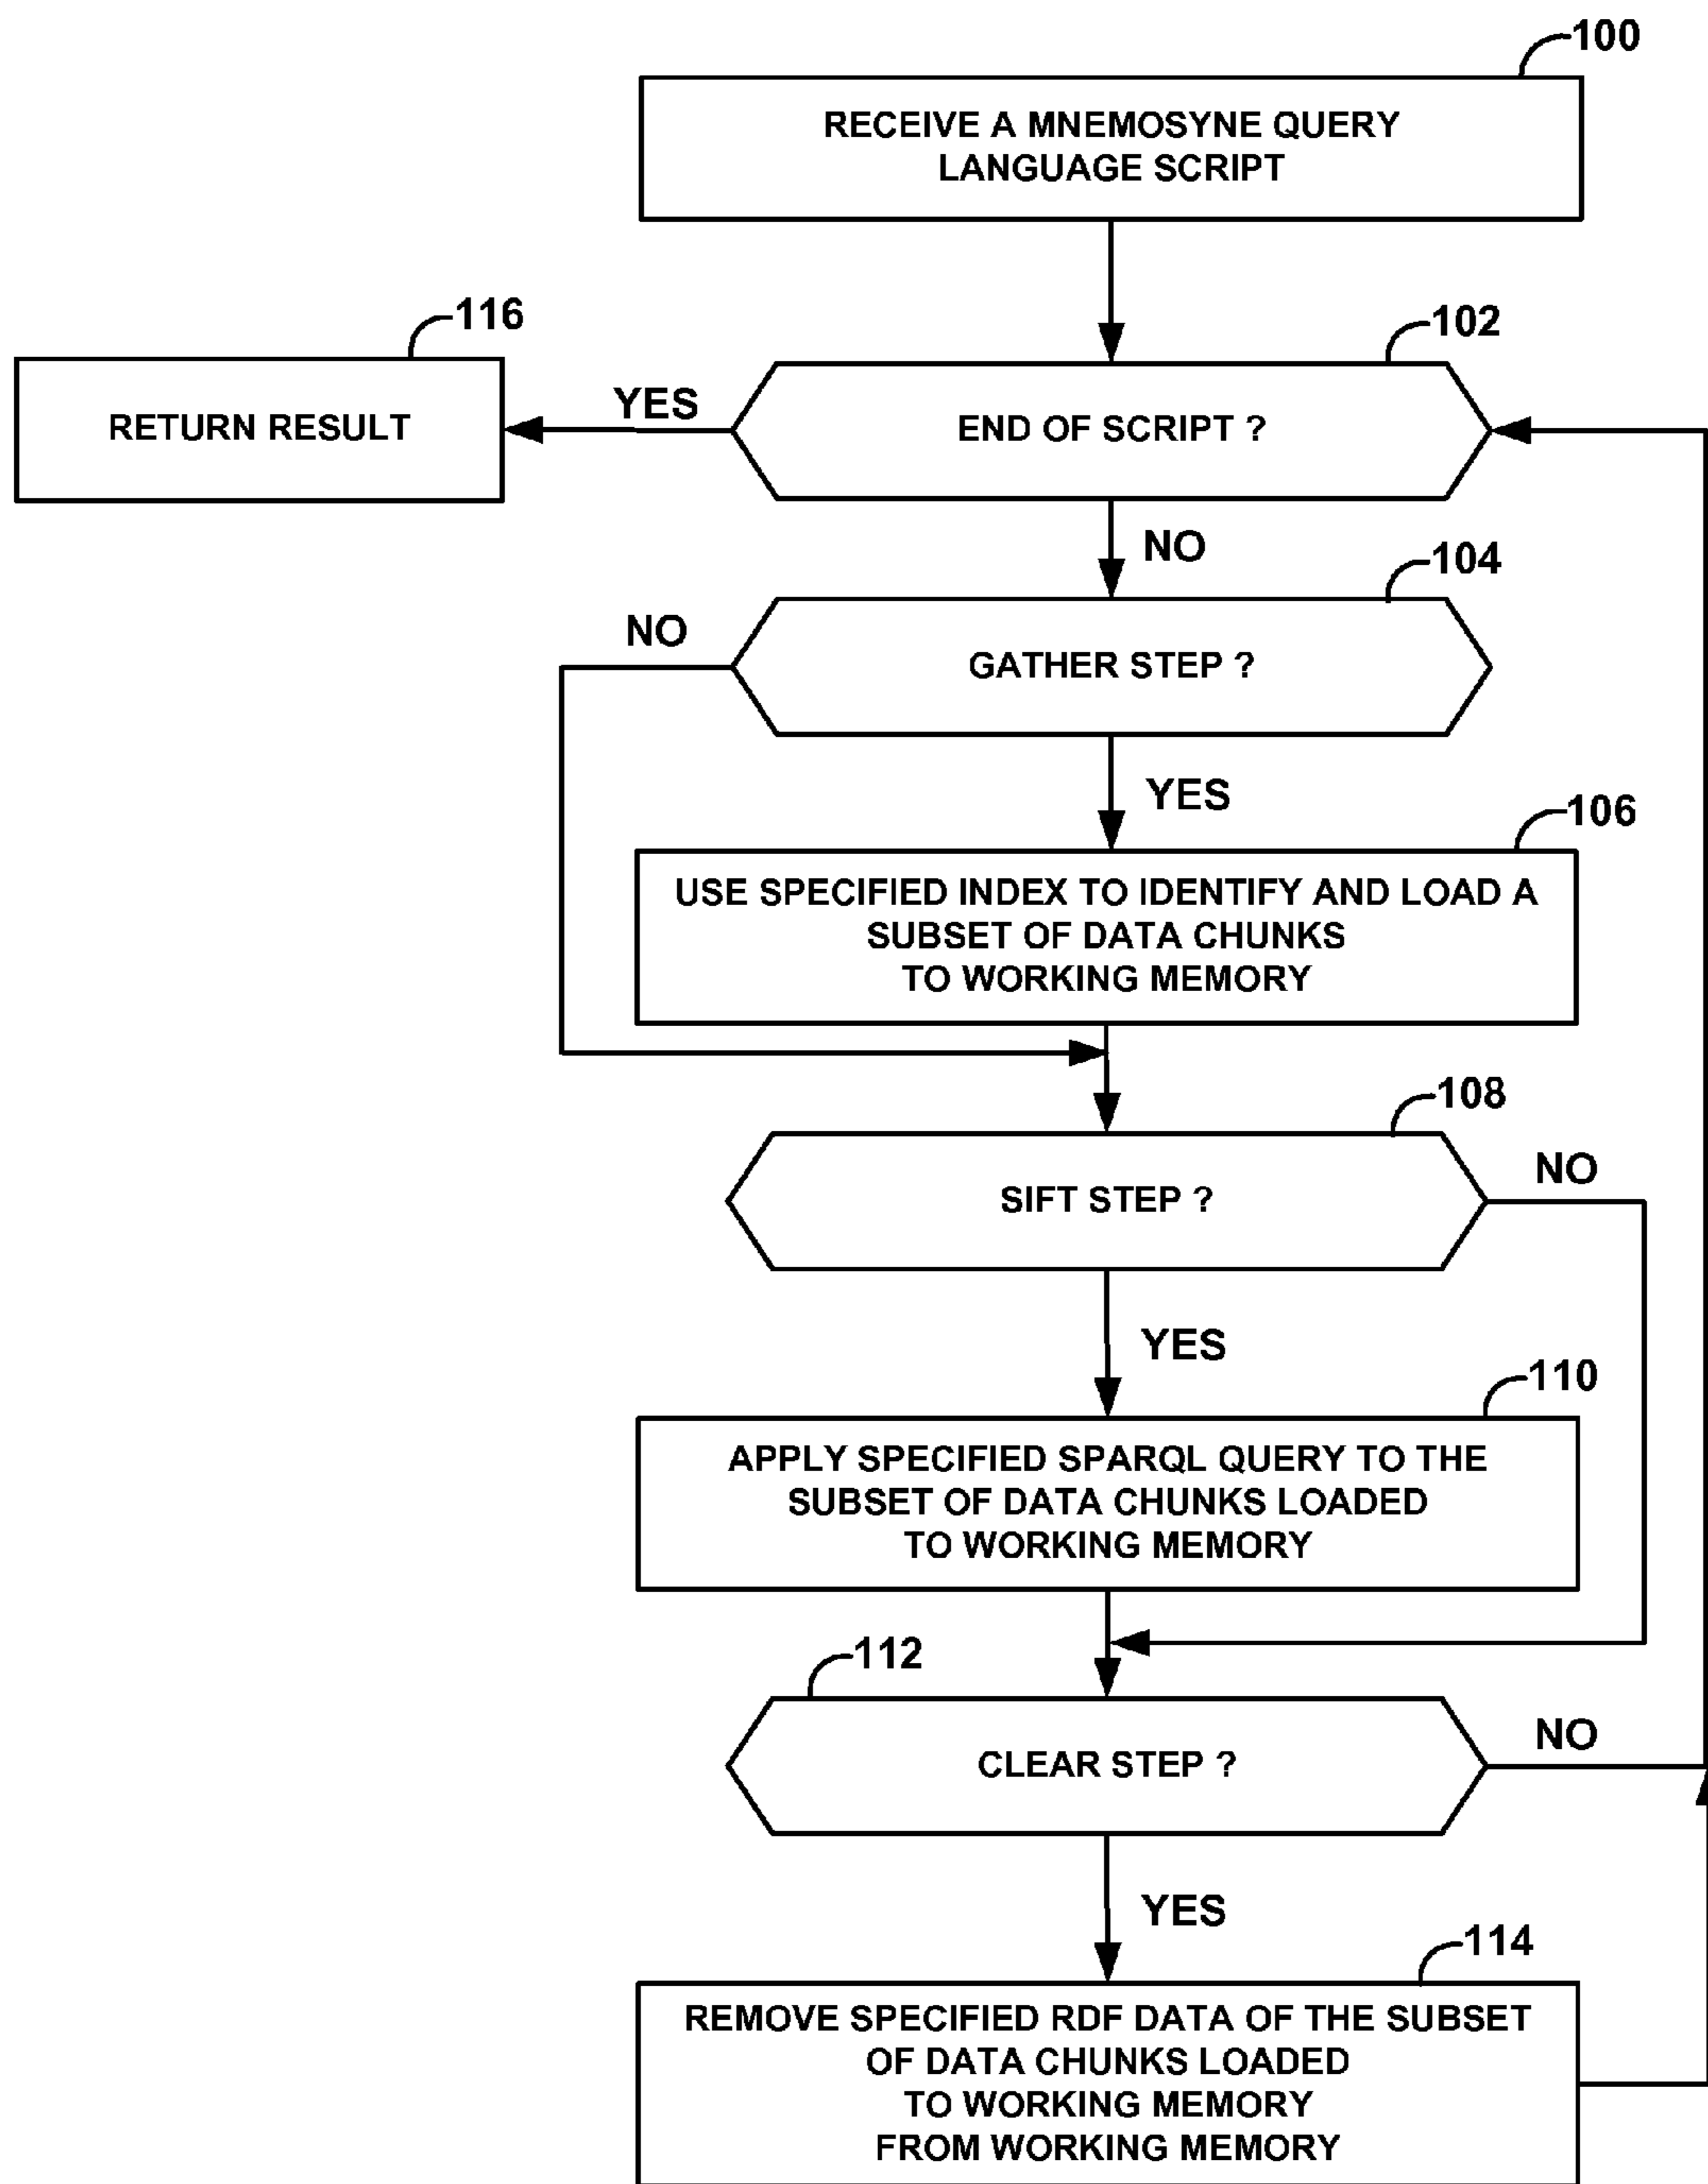 100
RECEIVE A MNEMOSYNE QUERY
LANGUAGE SCRIPT
116
102
RETURN RESULT
YES
END OF SCRIPT ?
NO
104
NO
GATHER STEP ?
YES
106
USE SPECIFIED INDEX TO IDENTIFY AND LOAD A
SUBSET OF DATA CHUNKS
TO WORKING MEMORY
108
NO
SIFT STEP ?
YES
110
APPLY SPECIFIED SPARQL QUERY TO THE
SUBSET OF DATA CHUNKS LOADED
TO WORKING MEMORY
112
NO
CLEAR STEP ?
YES
114
REMOVE SPECIFIED RDF DATA OF THE SUBSET
OF DATA CHUNKS LOADED
TO WORKING MEMORY
FROM WORKING MEMORY